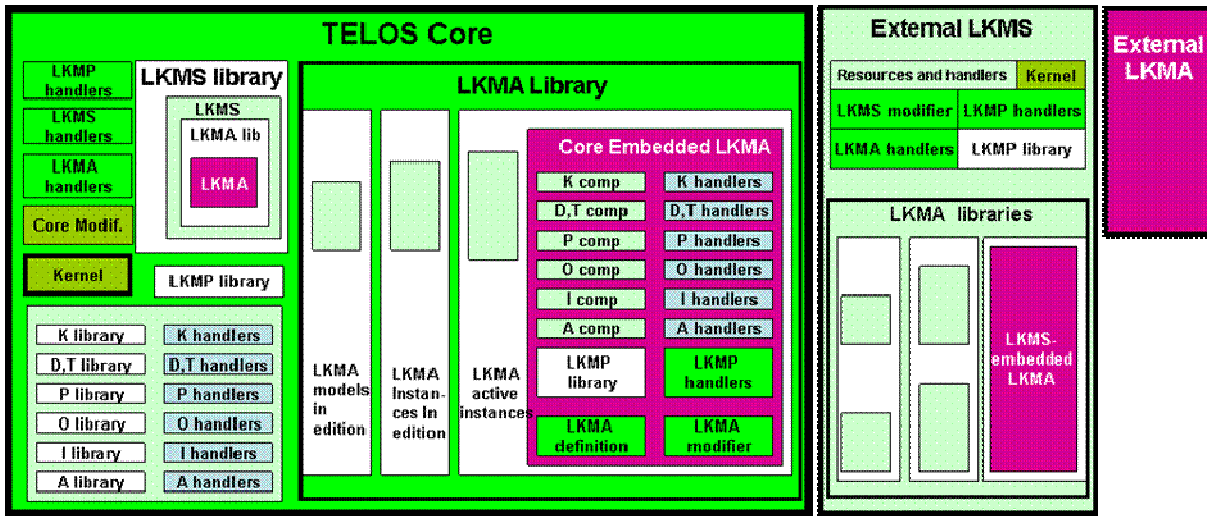 TELOS Core
LKMP
handlers
LKMS
handlers
LKMA
handlers
Core Modif.
Kernel
LKMS library
LKMS
LKMA lib
LKMA
LKMP library
K library
K handlers
D,T library
D,T handlers
P library
P handlers
O library
O handlers
I library
I handlers
A library
A handlers
LKMA Library
LKMA
models
in
edition
LKMA
Instan-
ces In
edition
LKMA
active
instances
Core Embedded LKMA
K comp
K handlers
D,T comp
D,T handlers
P comp
P handlers
O comp
O handlers
I comp
I handlers
A comp
A handlers
LKMP
library
LKMP
handlers
LKMA
definition
LKMA
modifier
External LKMS
Resources and handlers
Kernel
LKMS modifier
LKMP handlers
LKMA handlers
LKMP library
LKMA libraries
LKMS-
embedded
LKMA
External
LKMA